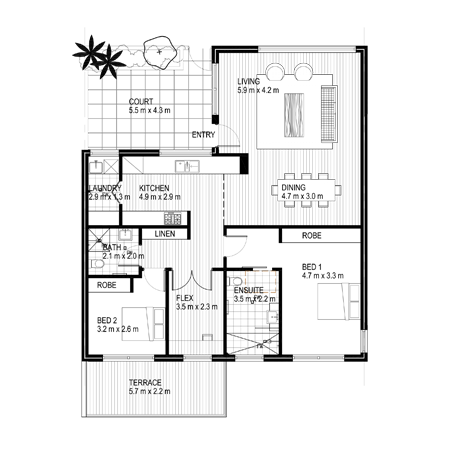 LIVING
5.9 m x 4.2 m
COURT
5.5 m x 4.3 m
ENTRY
LAUNDRY
2.9 m x 1.3 m
KITCHEN
4.9 m x 2.9 m
DINING
4.7 m x 3.0 m
LINEN
ROBE
BATH
2.1 m x 2.0 m
BED 1
4.7 m x 3.3 m
ROBE
ENSUITE
3.5 m x 2.2 m
FLEX
3.5 m x 2.3 m
BED 2
3.2 m x 2.6 m
TERRACE
5.7 m x 2.2 m